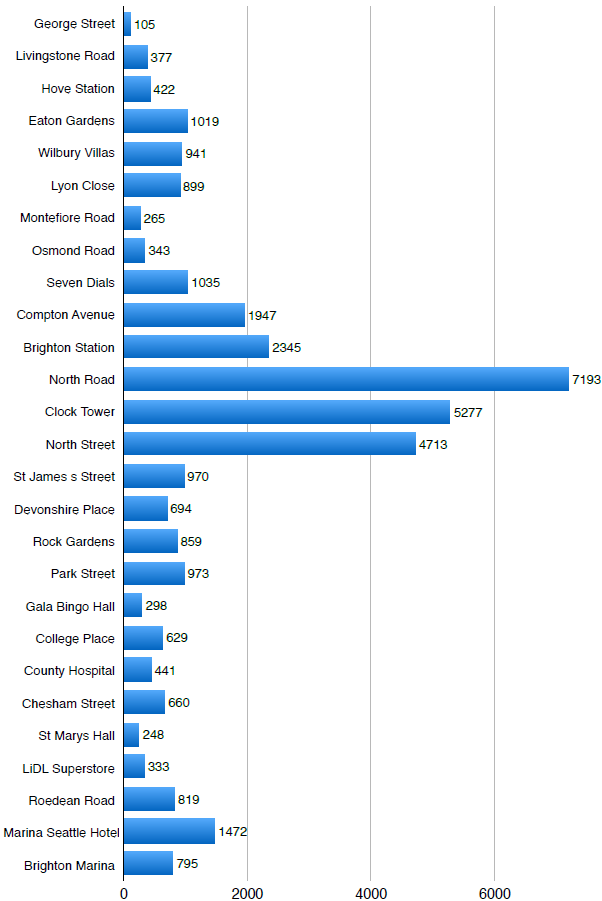 George Street 105
Livingstone Road 377
Hove Station 422
Eaton Gardens 1019
Wilbury Villas 941
Lyon Close 899
Montefiore Road 265
Osmond Road 343
Seven Dials 1035
Compton Avenue 1947
Brighton Station 2345
North Road 7193
Clock Tower 5277
North Street 4713
St James s Street 970
Devonshire Place 694
Rock Gardens 859
Park Street 973
Gala Bingo Hall 298
College Place 629
County Hospital 441
Chesham Street 660
St Marys Hall 248
LiDL Superstore 333
Roedean Road 819
Marina Seattle Hotel 1472
Brighton Marina 795
0 2000 4000 6000